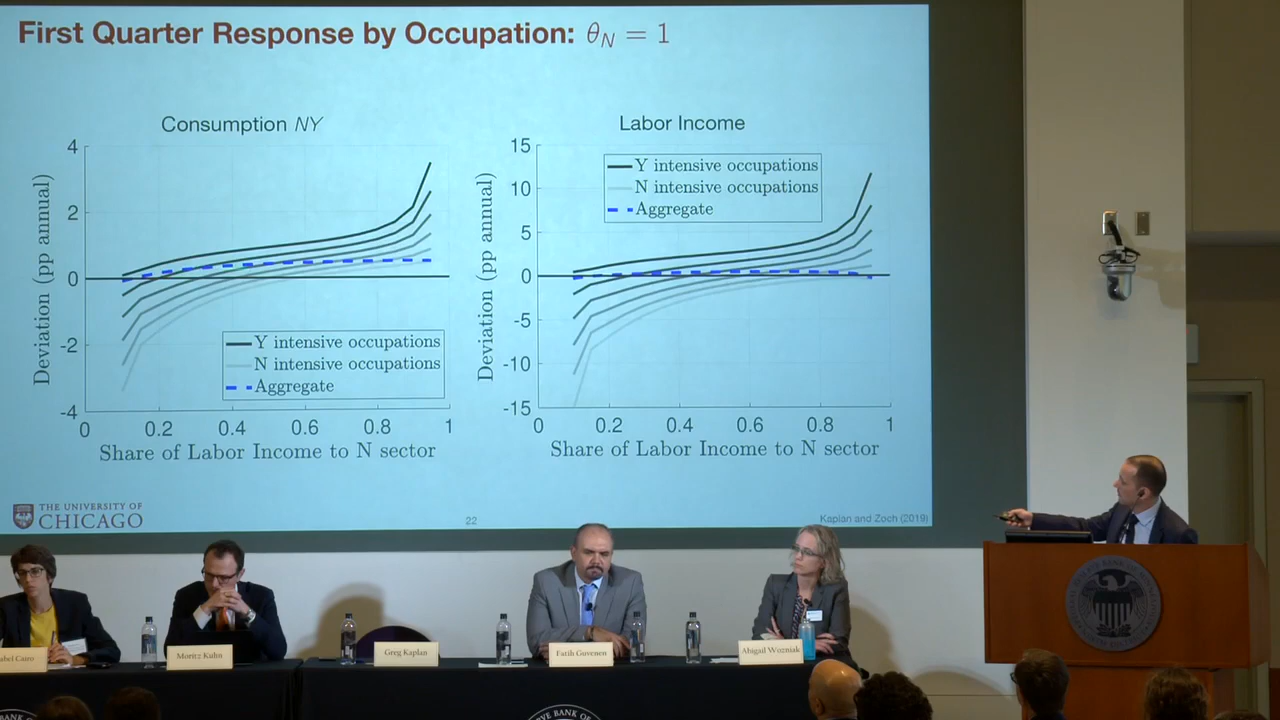 First Quarter Response by Occupation: θ_N = 1
Consumption NY
4
2
0
-2
-4
Deviation (pp annual)
Y intensive occupations
N intensive occupations
Aggregate
0
0.2
0.4
0.6
0.8
1
Share of Labor Income to N sector
Labor Income
15
10
5
0
-5
-10
-15
Deviation (pp annual)
Y intensive occupations
N intensive occupations
Aggregate
0
0.2
0.4
0.6
0.8
1
Share of Labor Income to N sector
THE UNIVERSITY OF
CHICAGO
22
Kaplan and Zoch (2019)
Moritz Kuhn
Greg Kaplan
Fatih Guvenen
Abigail Wozniak
BANK OF